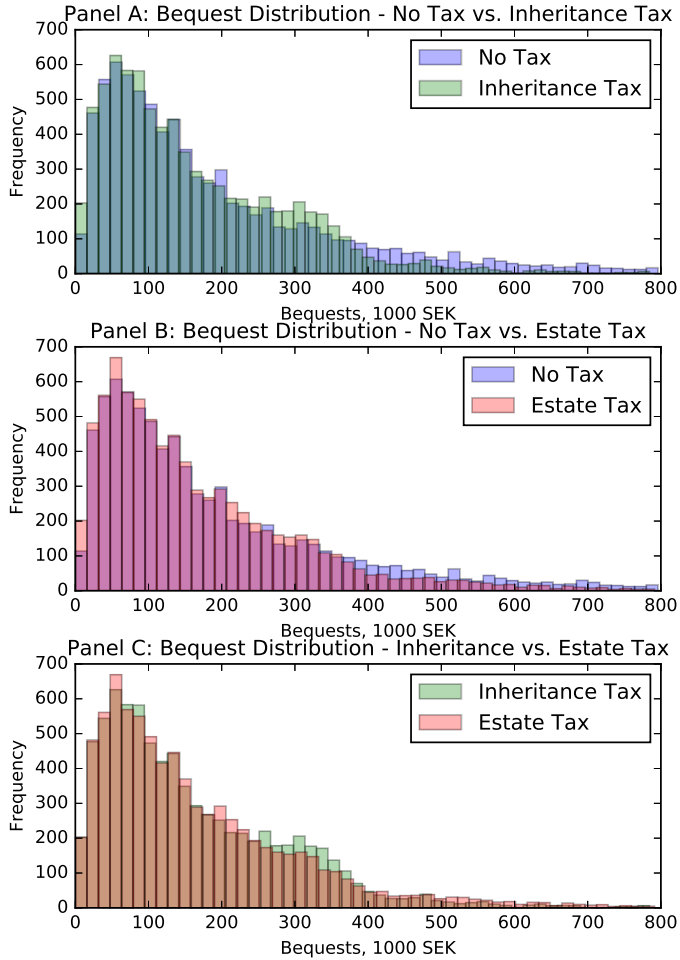 Panel A: Bequest Distribution - No Tax vs. Inheritance Tax
700
600
500
400
300
200
100
0
Frequency
No Tax
Inheritance Tax
0 100 200 300 400 500 600 700 800
Bequests, 1000 SEK
Panel B: Bequest Distribution - No Tax vs. Estate Tax
700
600
500
400
300
200
100
0
Frequency
No Tax
Estate Tax
0 100 200 300 400 500 600 700 800
Bequests, 1000 SEK
Panel C: Bequest Distribution - Inheritance vs. Estate Tax
700
600
500
400
300
200
100
0
Frequency
Inheritance Tax
Estate Tax
0 100 200 300 400 500 600 700 800
Bequests, 1000 SEK